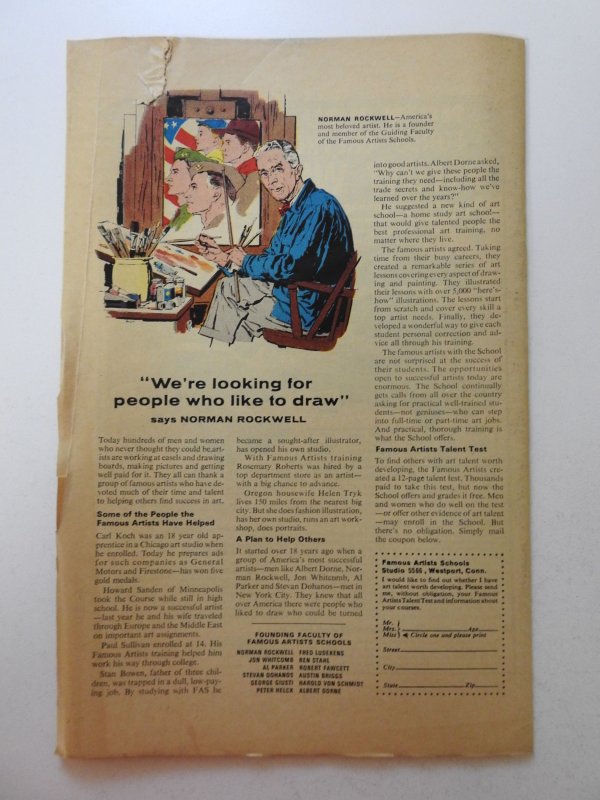 NORMAN ROCKWELL—America's
most beloved artist. He is a founder
and member of the Guiding Faculty
of the Famous Artists Schools.
"We're looking for
people who like to draw"
says NORMAN ROCKWELL
Today hundreds of men and women
who never thought they could be art-
ists are working at easels and drawing
boards, making pictures and getting
well paid for it. They all can thank a
group of famous artists who have de-
voted much of their time and talent
to helping others find success in art.
Some of the People the
Famous Artists Have Helped
Carl Koch was an 18 year old ap-
prentice in a Chicago art studio when
he enrolled. Today he prepares ads
for such companies as General
Motors and Firestone—has won five
gold medals.
Howard Sanden of Minneapolis
took the Course while still in high
school. He is now a successful artist
—last year he and his wife traveled
through Europe and the Middle East
on important art assignments.
Paul Sullivan enrolled at 14. His
Famous Artists training helped him
work his way through college.
Stan Bowen, father of three chil-
dren, was trapped in a dull, low-pay-
ing job. By studying with FAS he
became a sought-after illustrator,
has opened his own studio.
With Famous Artists training
Rosemary Roberts was hired by a
top department store as an artist—
with a big chance to advance.
Oregon housewife Helen Tryk
lives 150 miles from the nearest big
city. But she does fashion illustration,
has her own studio, runs an art work-
shop, does portraits.
A Plan to Help Others
It started over 18 years ago when a
group of America's most successful
artists—men like Albert Dorne, Nor-
man Rockwell, Jon Whitcomb, Al
Parker and Stevan Dohanos—met in
New York City. They knew that all
over America there were people who
liked to draw who could be turned
FOUNDING FACULTY OF
FAMOUS ARTISTS SCHOOLS
NORMAN ROCKWELL FRED LUDEKENS
JON WHITCOMB BEN STAHL
AL PARKER ROBERT FAWCETT
STEVAN DOHANOS AUSTIN BRIGGS
GEORGE GIUSTI HAROLD VON SCHMIDT
PETER HELCK ALBERT DORNE
into good artists. Albert Dorne asked,
"Why can't we give these people the
training they need—including all the
trade secrets and know-how we've
learned over the years?"
He suggested a new kind of art
school—a home study art school—
that would give talented people the
best professional art training, no
matter where they live.
The famous artists agreed. Taking
time from their busy careers, they
created a remarkable series of art
lessons covering every aspect of draw-
ing and painting. They illustrated
their lessons with over 5,000 "here's-
how" illustrations. The lessons start
from scratch and cover every skill a
top artist needs. Finally, they de-
veloped a wonderful way to give each
student personal correction and ad-
vice all through his training.
The famous artists with the School
are not surprised at the success of
their students. The opportunities
open to successful artists today are
enormous. The School continually
gets calls from all over the country
asking for practical well-trained stu-
dents—not geniuses—who can step
into full-time or part-time art jobs.
And practical, thorough training is
what the School offers.
Famous Artists Talent Test
To find others with art talent worth
developing, the Famous Artists cre-
ated a 12-page talent test. Thousands
paid to take this test, but now the
School offers and grades it free. Men
and women who do well on the test
—or offer other evidence of art talent
—may enroll in the School. But
there's no obligation. Simply mail
the coupon below.
Famous Artists Schools
Studio 5595, Westport, Conn.
I would like to find out whether I have
art talent worth developing. Please send
me, without obligation, your Famous
Artists Talent Test and information about
your courses.
Mr.
Mrs. Age
Miss Circle one and please print
Street
City
State Zip